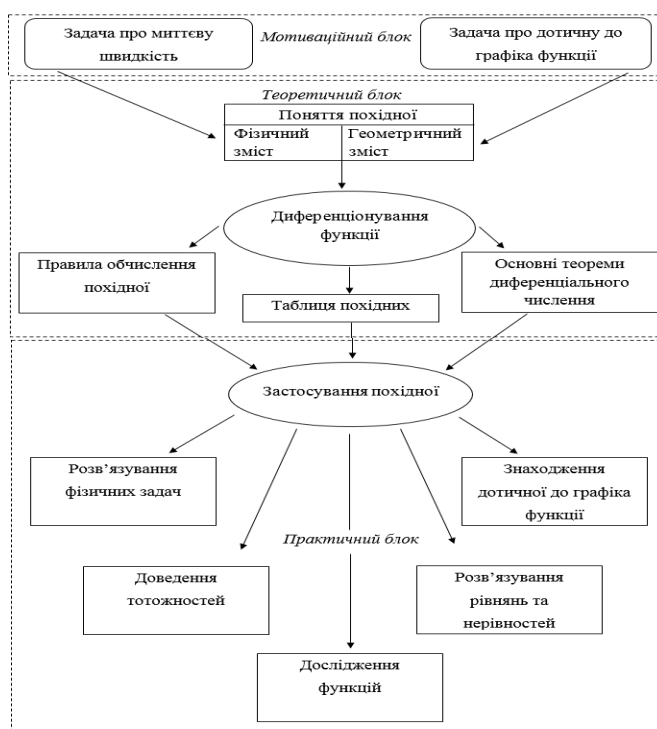 Задача про миттєву
швидкість
Мотиваційний блок
Задача про дотичну до
графіка функції
Теоретичний блок
Поняття похідної
Фізичний
зміст
Геометричний
зміст
Диференціонування
функції
Правила обчислення
похідної
Таблиця похідних
Основні теореми
диференціального
числення
Застосування похідної
Розв’язування
фізичних задач
Знаходження
дотичної до графіка
функції
Практичний блок
Доведення
тотожностей
Розв’язування
рівнянь та
нерівностей
Дослідження
функцій